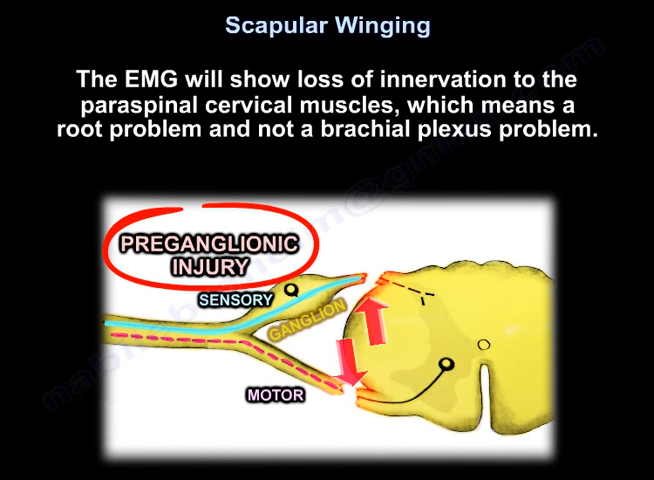 Scapular Winging
The EMG will show loss of innervation to the
paraspinal cervical muscles, which means a
root problem and not a brachial plexus problem.
PREGANGLIONIC
INJURY
SENSORY
GANGLION
MOTOR